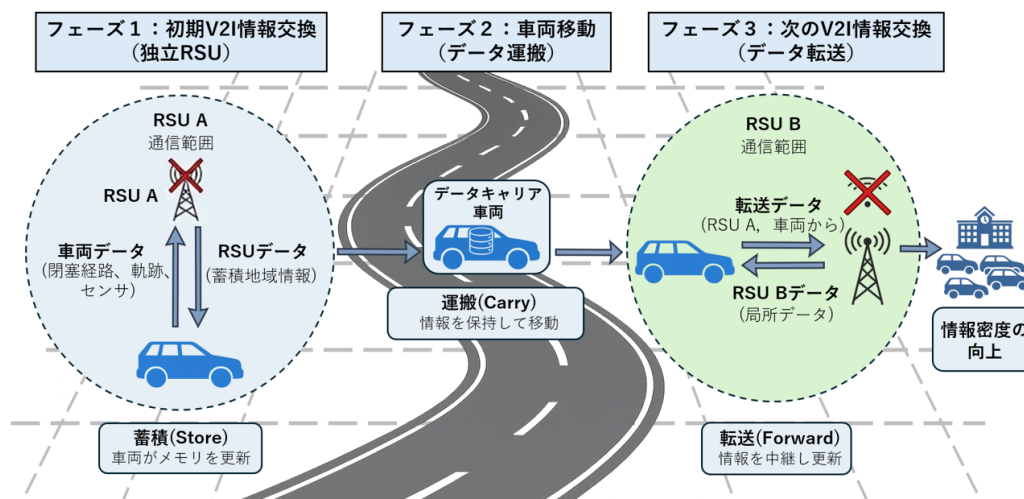 フェーズ１：初期V2I情報交換
（独立RSU）
フェーズ２：車両移動
（データ運搬）
フェーズ３：次のV2I情報交換
（データ転送）
RSU A
通信範囲
RSU A
車両データ
(閉塞経路、軌跡、
センサ)
RSUデータ
(蓄積地域情報)
蓄積(Store)
車両がメモリを更新
データキャリア
車両
運搬(Carry)
情報を保持して移動
RSU B
通信範囲
転送データ
(RSU A，車両から)
RSU Bデータ
(局所データ)
転送(Forward)
情報を中継し更新
情報密度の
向上